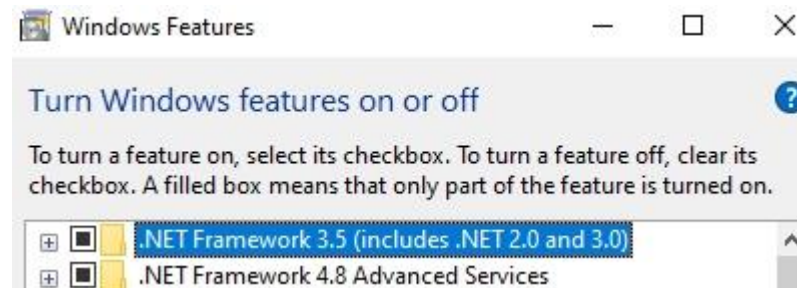 Windows Features
Turn Windows features on or off
?
To turn a feature on, select its checkbox. To turn a feature off, clear its
checkbox. A filled box means that only part of the feature is turned on.
.NET Framework 3.5 (includes .NET 2.0 and 3.0)
.NET Framework 4.8 Advanced Services